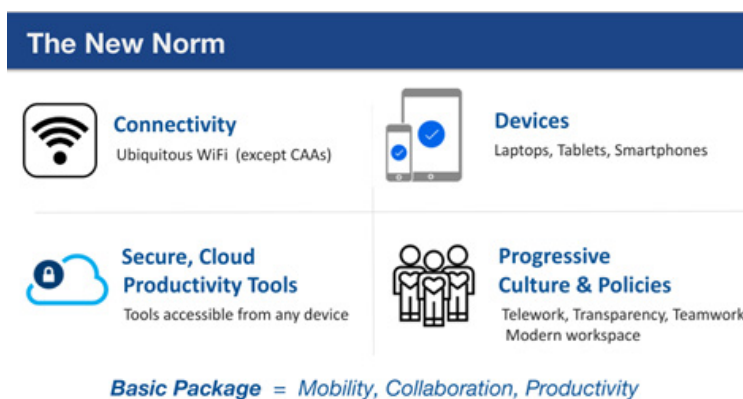 The New Norm
Connectivity
Ubiquitous WiFi (except CAAs)
Devices
Laptops, Tablets, Smartphones
Secure, Cloud
Productivity Tools
Tools accessible from any device
Progressive
Culture & Policies
Telework, Transparency, Teamwork
Modern workspace
Basic Package = Mobility, Collaboration, Productivity